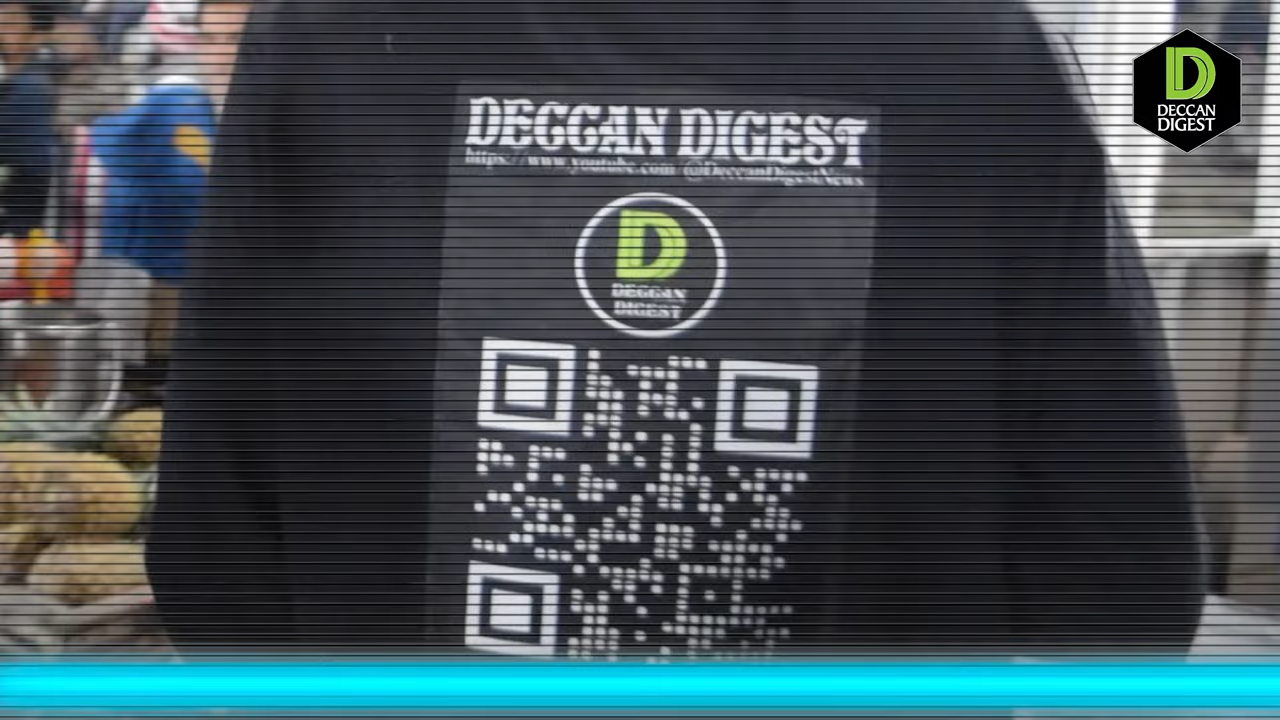 DECCAN DIGEST
https://www.youtube.com/@DeccanDigestNews
D
DECCAN
DIGEST
D
DECCAN
DIGEST